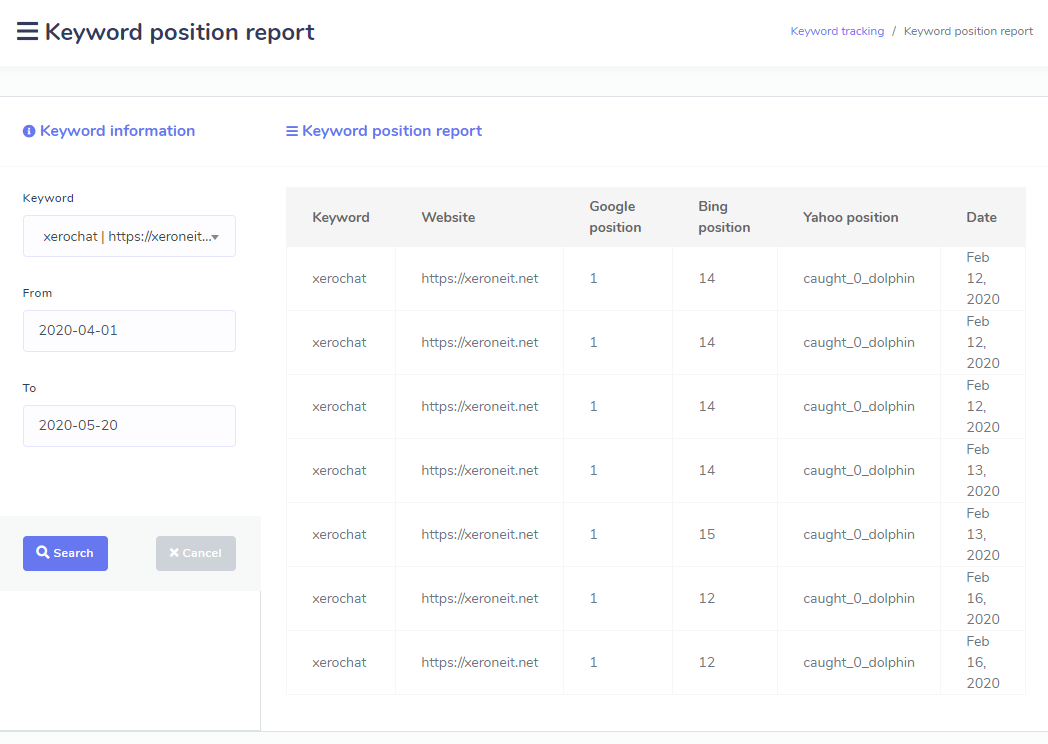 Keyword position report
Keyword tracking / Keyword position report
Keyword information
Keyword
xerochat | https://xeroneit...
From
2020-04-01
To
2020-05-20
Search
Cancel
Keyword position report
Keyword Website Google position Bing position Yahoo position Date
xerochat https://xeroneit.net 1 14 caught_0_dolphin Feb 12, 2020
xerochat https://xeroneit.net 1 14 caught_0_dolphin Feb 12, 2020
xerochat https://xeroneit.net 1 14 caught_0_dolphin Feb 12, 2020
xerochat https://xeroneit.net 1 14 caught_0_dolphin Feb 13, 2020
xerochat https://xeroneit.net 1 15 caught_0_dolphin Feb 13, 2020
xerochat https://xeroneit.net 1 12 caught_0_dolphin Feb 16, 2020
xerochat https://xeroneit.net 1 12 caught_0_dolphin Feb 16, 2020